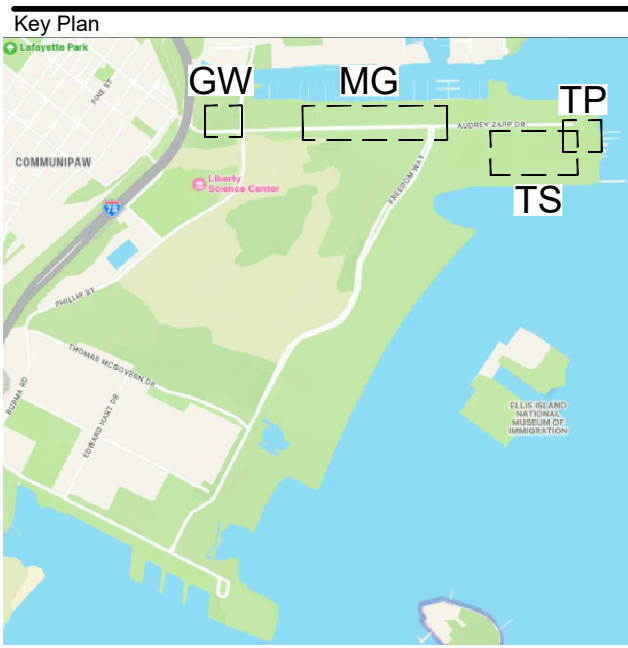 Key Plan
Lafayette Park
PINE ST
GW
MG
TP
AUDREY ZAPP DR
COMMUNIPAW
Liberty
Science Center
FREEDOM WAY
TS
78
PHILLIP ST
THOMAS MCGOVERN DR
BURMA RD
EDWARD HART DR
ELLIS ISLAND
NATIONAL
MUSEUM OF
IMMIGRATION